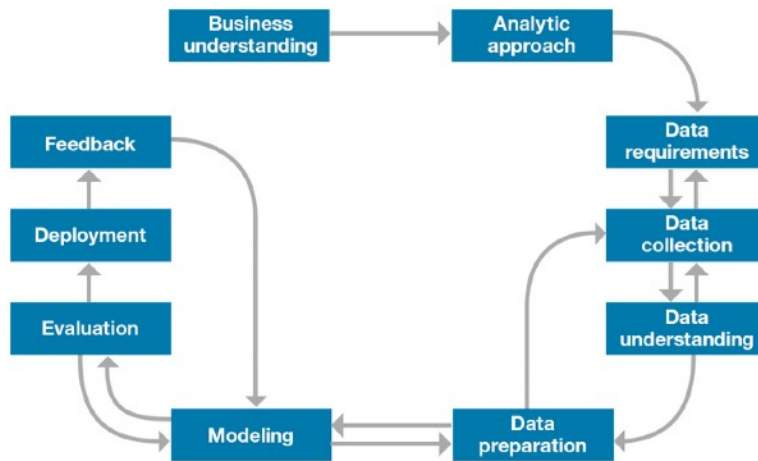 Business
understanding
Analytic
approach
Data
requirements
Data
collection
Data
understanding
Data
preparation
Modeling
Evaluation
Deployment
Feedback